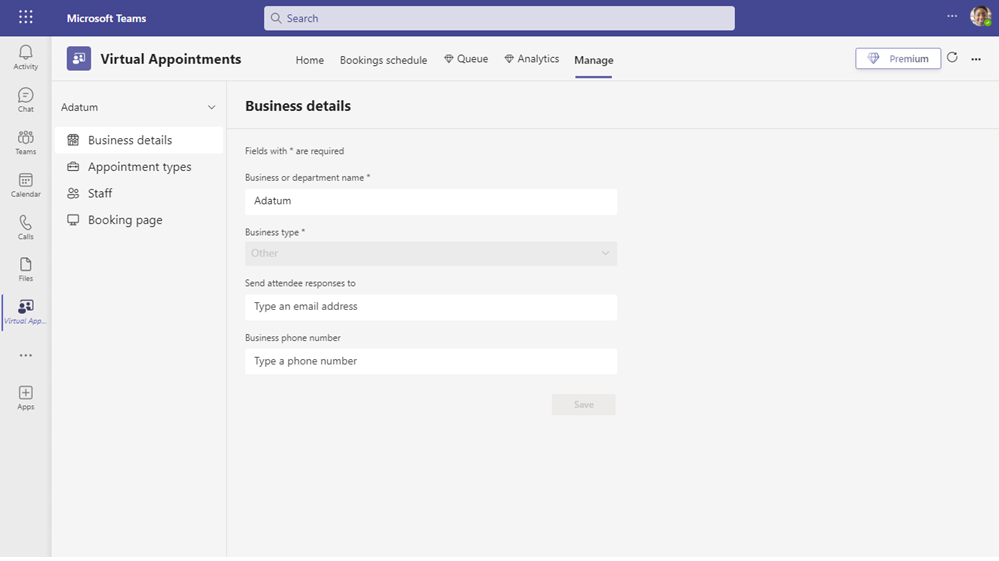 Microsoft Teams
Search
Activity
Chat
Teams
Calendar
Calls
Files
Virtual App...
Apps
Virtual Appointments
Home
Bookings schedule
Queue
Analytics
Manage
Premium
Adatum
Business details
Appointment types
Staff
Booking page
Business details
Fields with * are required
Business or department name *
Adatum
Business type *
Other
Send attendee responses to
Type an email address
Business phone number
Type a phone number
Save